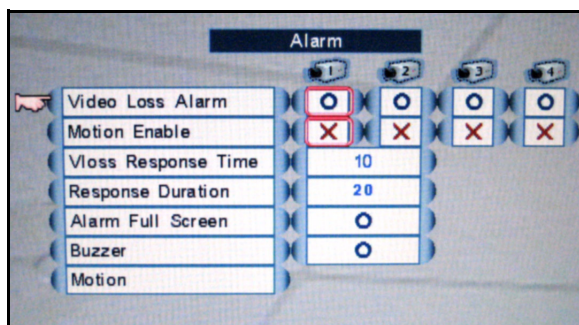 Alarm
1 2 3 4
Video Loss Alarm O O O O
Motion Enable X X X X
Vloss Response Time 10
Response Duration 20
Alarm Full Screen O
Buzzer O
Motion